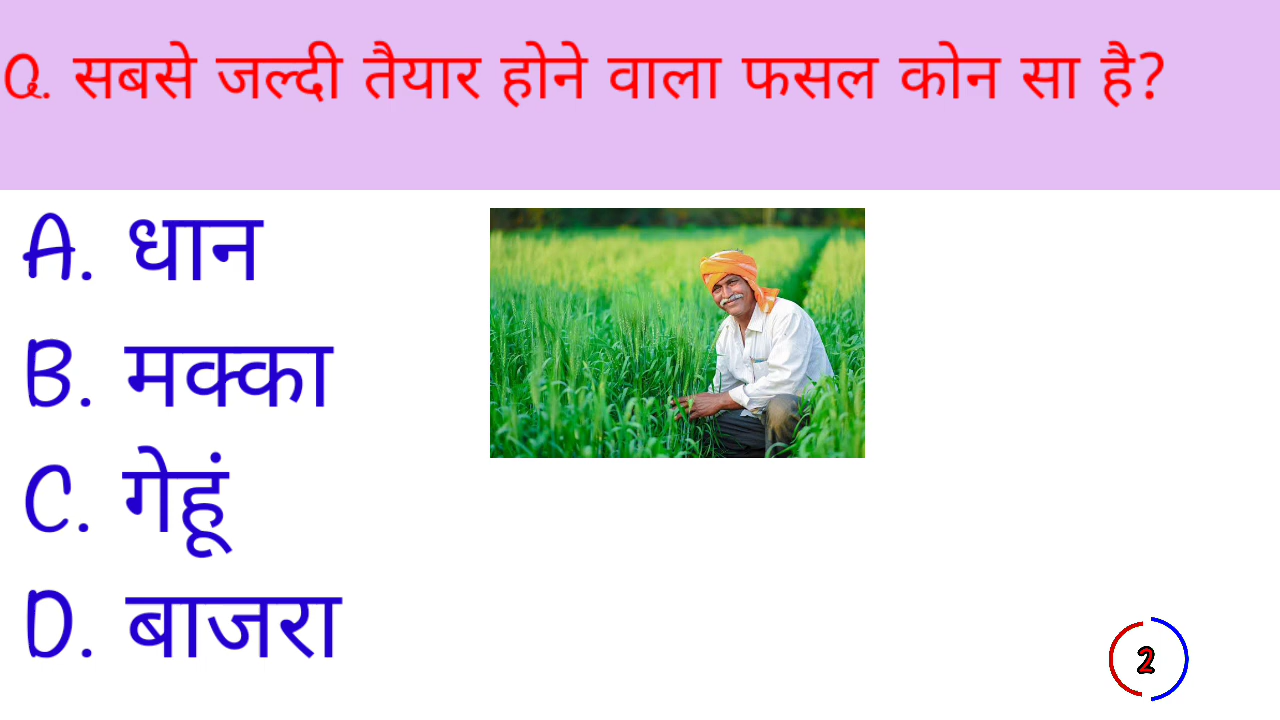 Q. सबसे जल्दी तैयार होने वाला फसल कोन सा है?
A. धान
B. मक्का
C. गेहूं
D. बाजरा
2